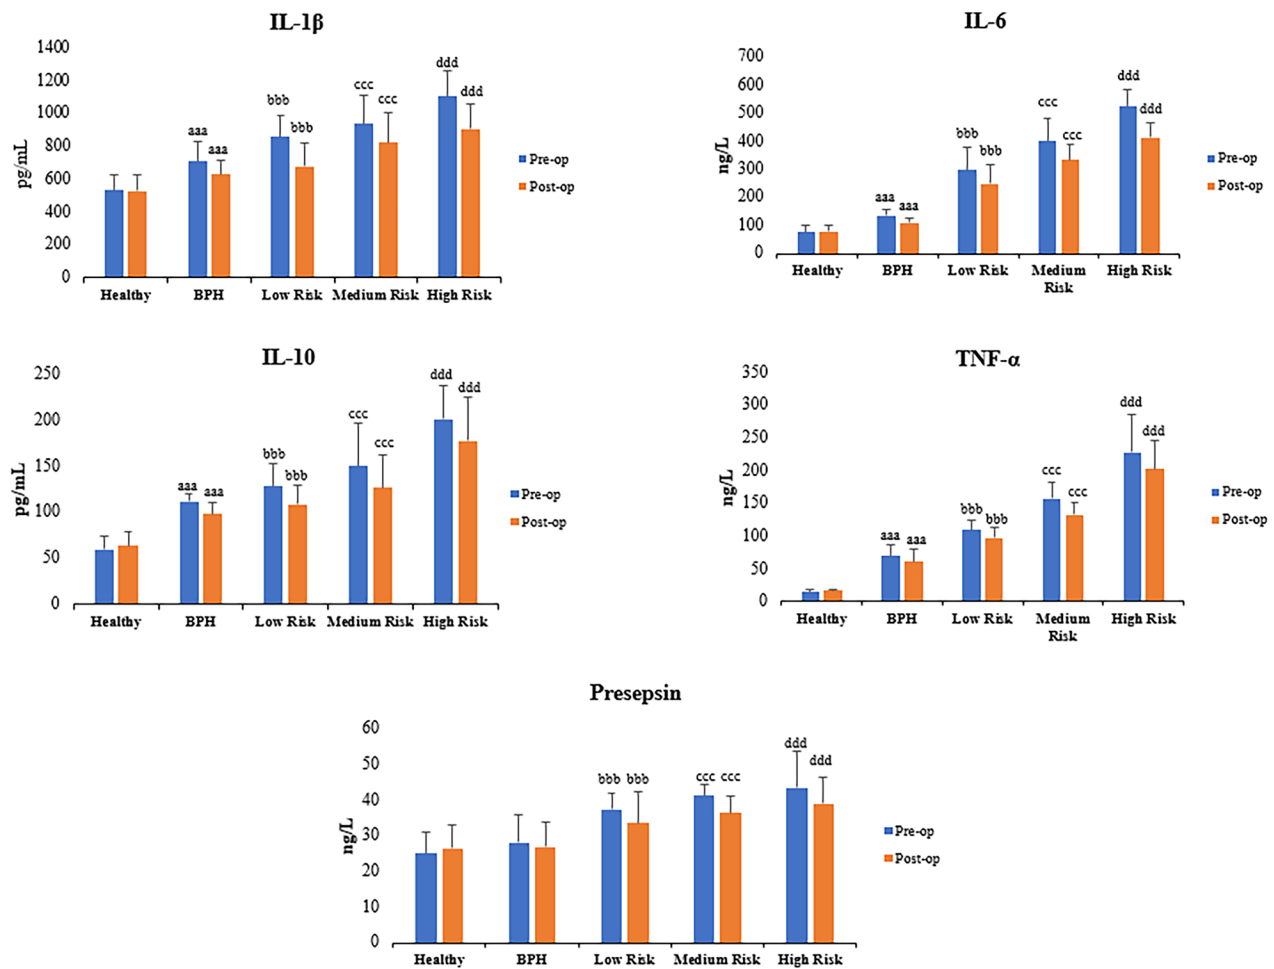 IL-1β
1400
1200
1000
800
600
400
200
0
pg/mL
aaa
aaa
bbb
bbb
ccc
ccc
ddd
ddd
Healthy
BPH
Low Risk
Medium Risk
High Risk
Pre-op
Post-op
IL-6
700
600
500
400
300
200
100
0
ng/L
aaa
aaa
bbb
bbb
ccc
ccc
ddd
ddd
Healthy
BPH
Low Risk
Medium
Risk
High Risk
Pre-op
Post-op
IL-10
250
200
150
100
50
0
pg/mL
aaa
aaa
bbb
bbb
ccc
ccc
ddd
ddd
Healthy
BPH
Low Risk
Medium Risk
High Risk
Pre-op
Post-op
TNF-α
350
300
250
200
150
100
50
0
ng/L
aaa
aaa
bbb
bbb
ccc
ccc
ddd
ddd
Healthy
BPH
Low Risk
Medium
Risk
High Risk
Pre-op
Post-op
Presepsin
60
50
40
30
20
10
0
ng/L
bbb
bbb
ccc
ccc
ddd
ddd
Healthy
BPH
Low Risk
Medium Risk
High Risk
Pre-op
Post-op